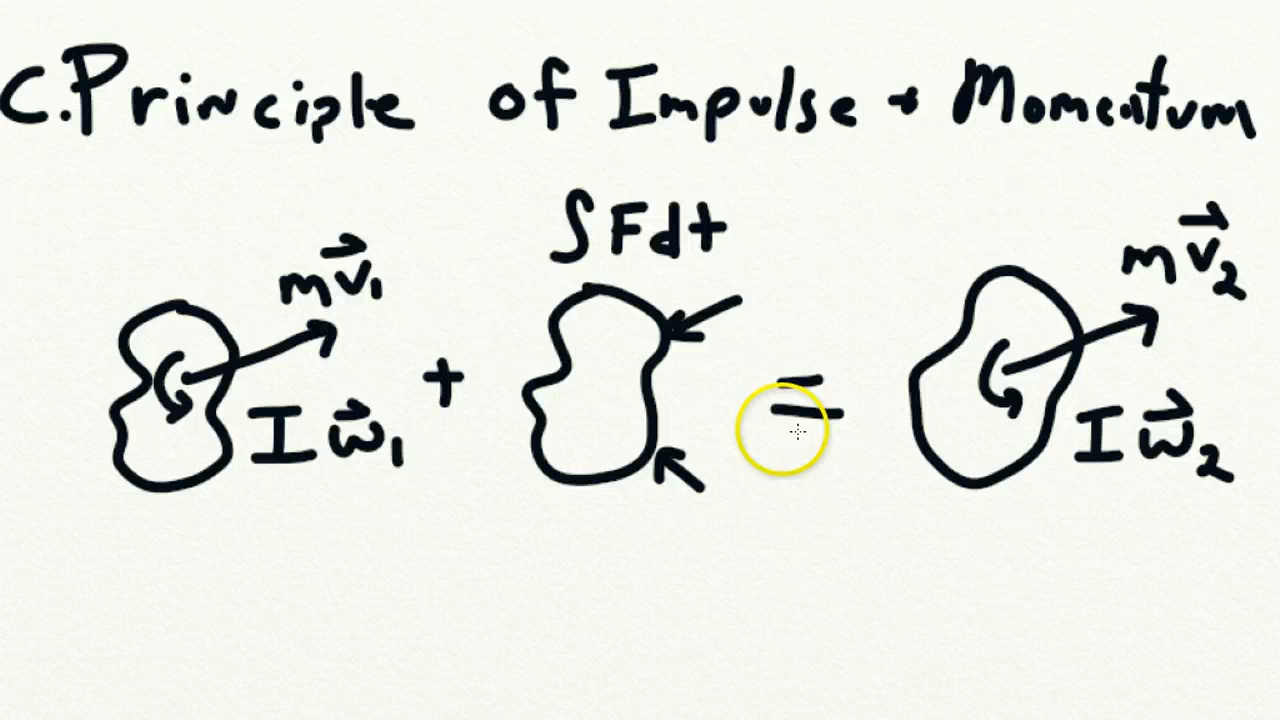 C. Principle of Impulse + Momentum
∫Fdt
mv⃗₁ + = mv⃗₂
Iω⃗₁ Iω⃗₂